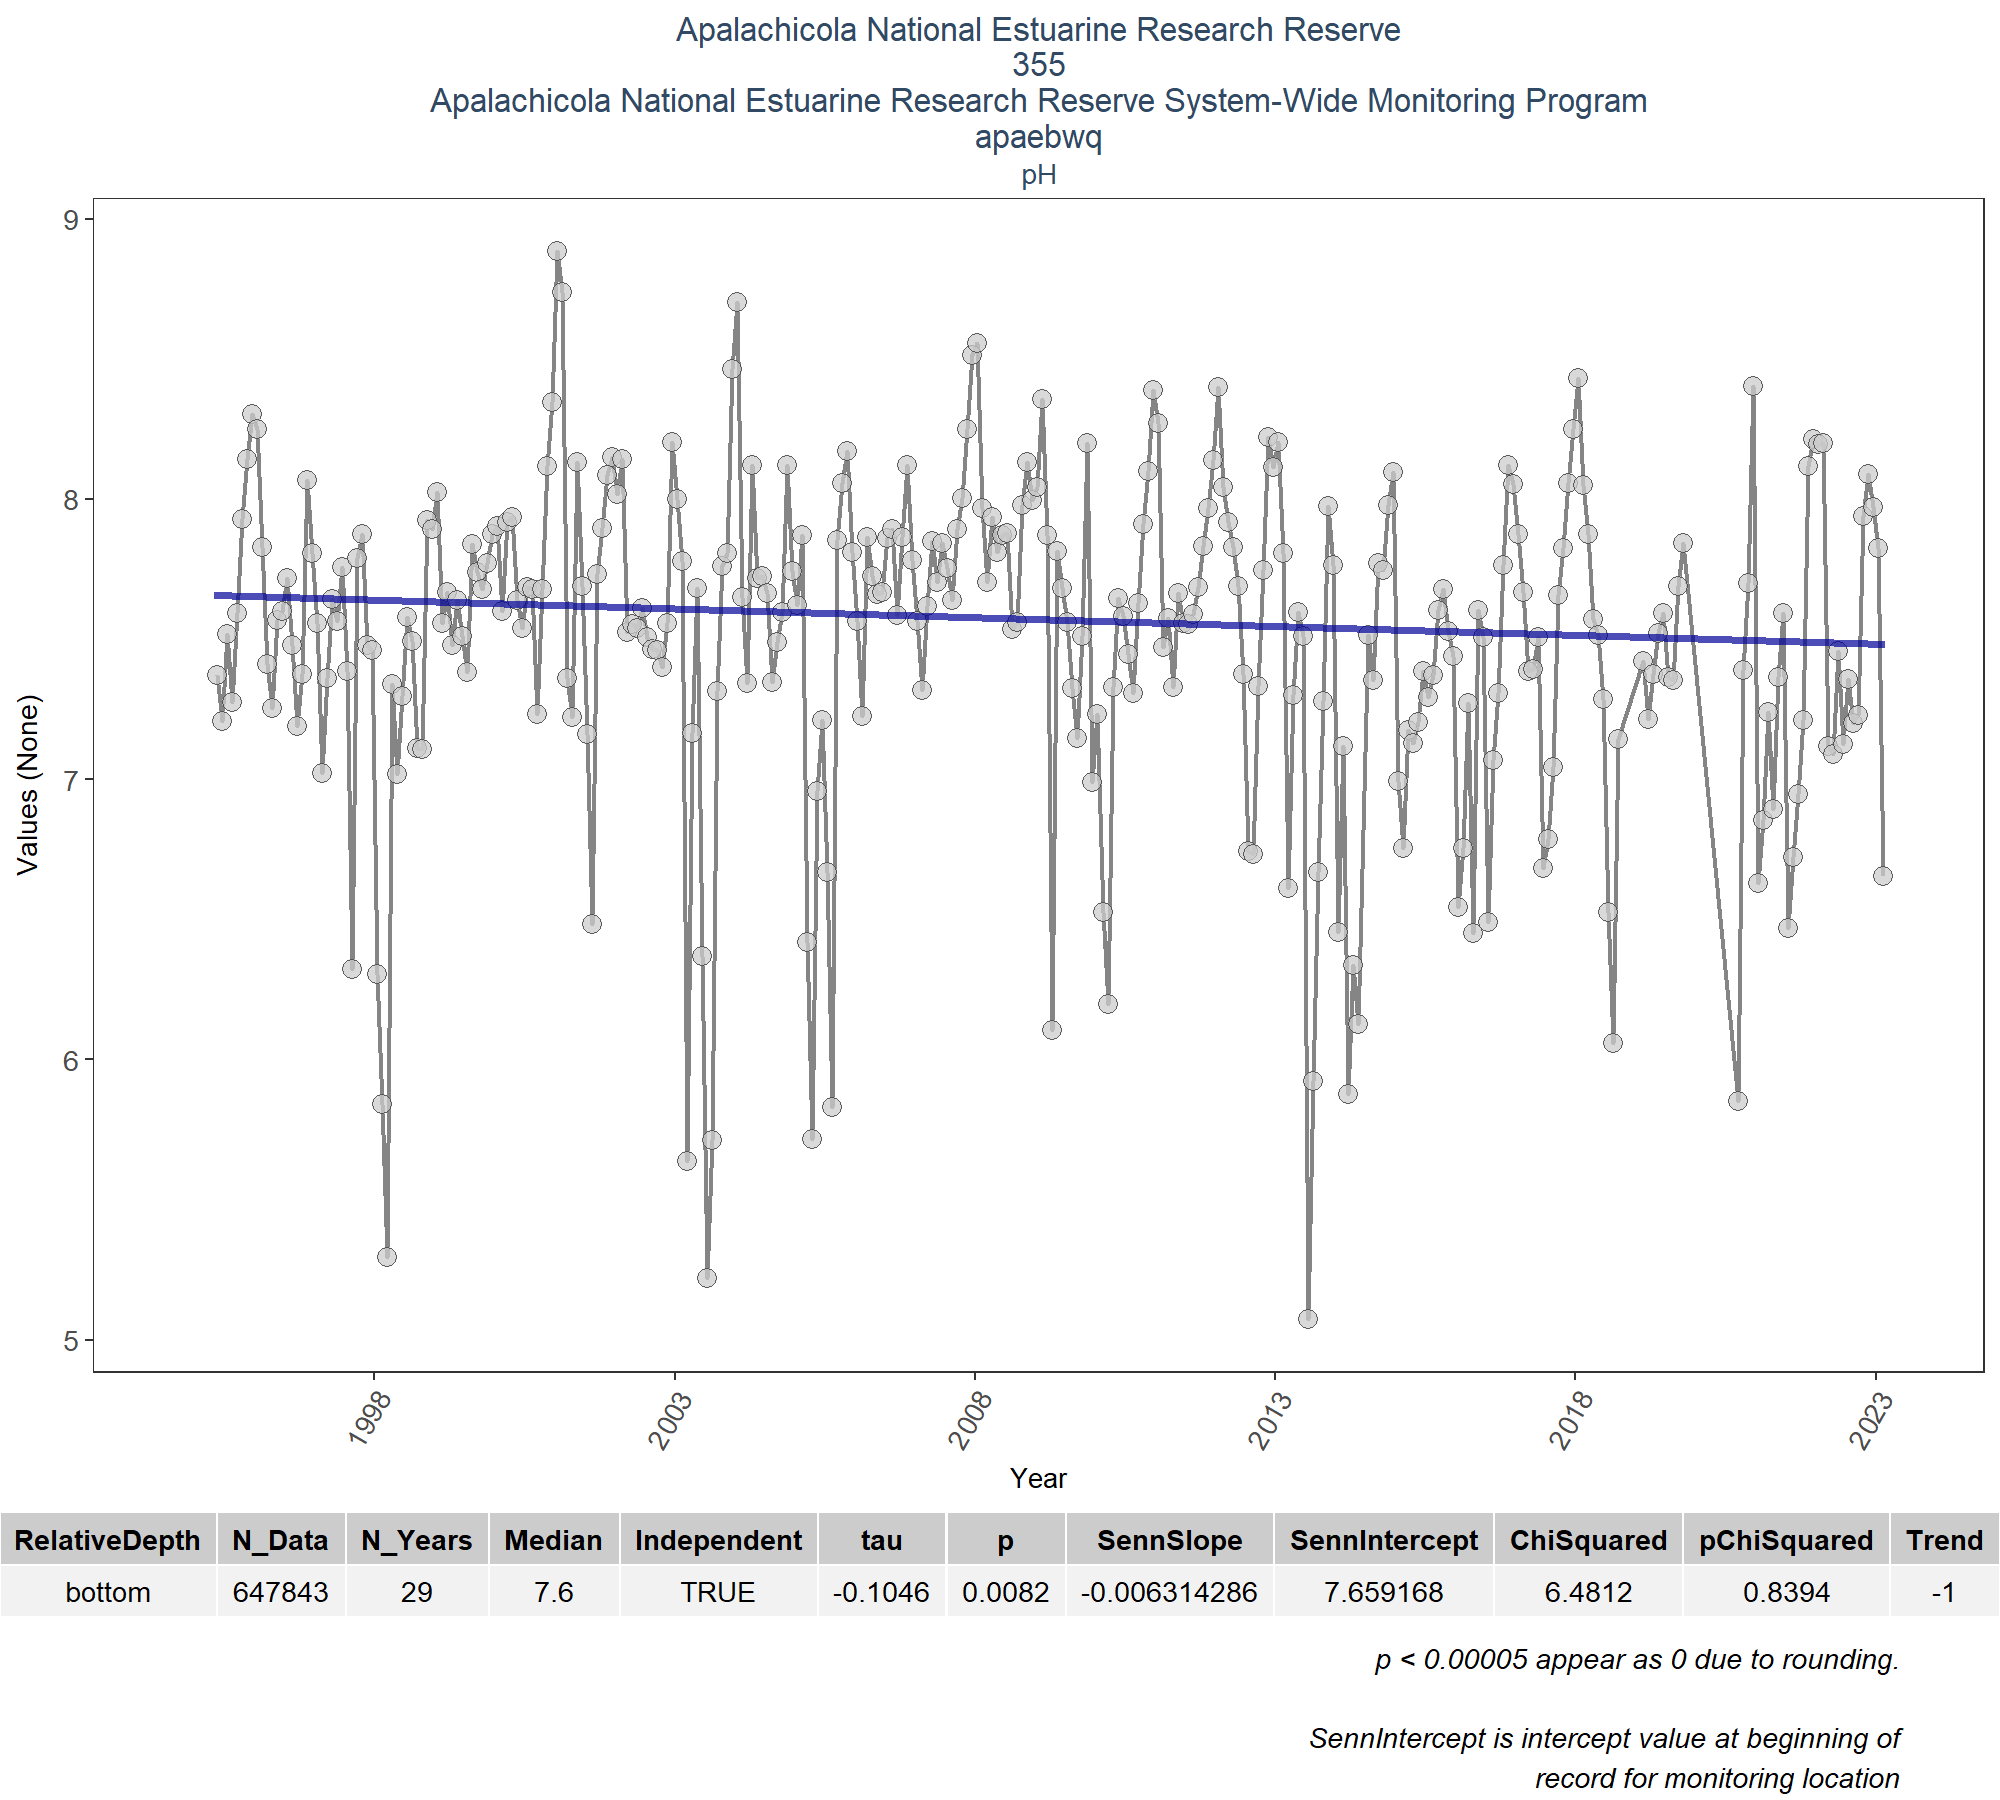 Apalachicola National Estuarine Research Reserve
355
Apalachicola National Estuarine Research Reserve System-Wide Monitoring Program
apaebwq
pH
9
8
7
6
5
Values (None)
1998 2003 2008 2013 2018 2023
Year
RelativeDepth N_Data N_Years Median Independent tau p SennSlope SennIntercept ChiSquared pChiSquared Trend
bottom 647843 29 7.6 TRUE -0.1046 0.0082 -0.006314286 7.659168 6.4812 0.8394 -1
p < 0.00005 appear as 0 due to rounding.
SennIntercept is intercept value at beginning of
record for monitoring location